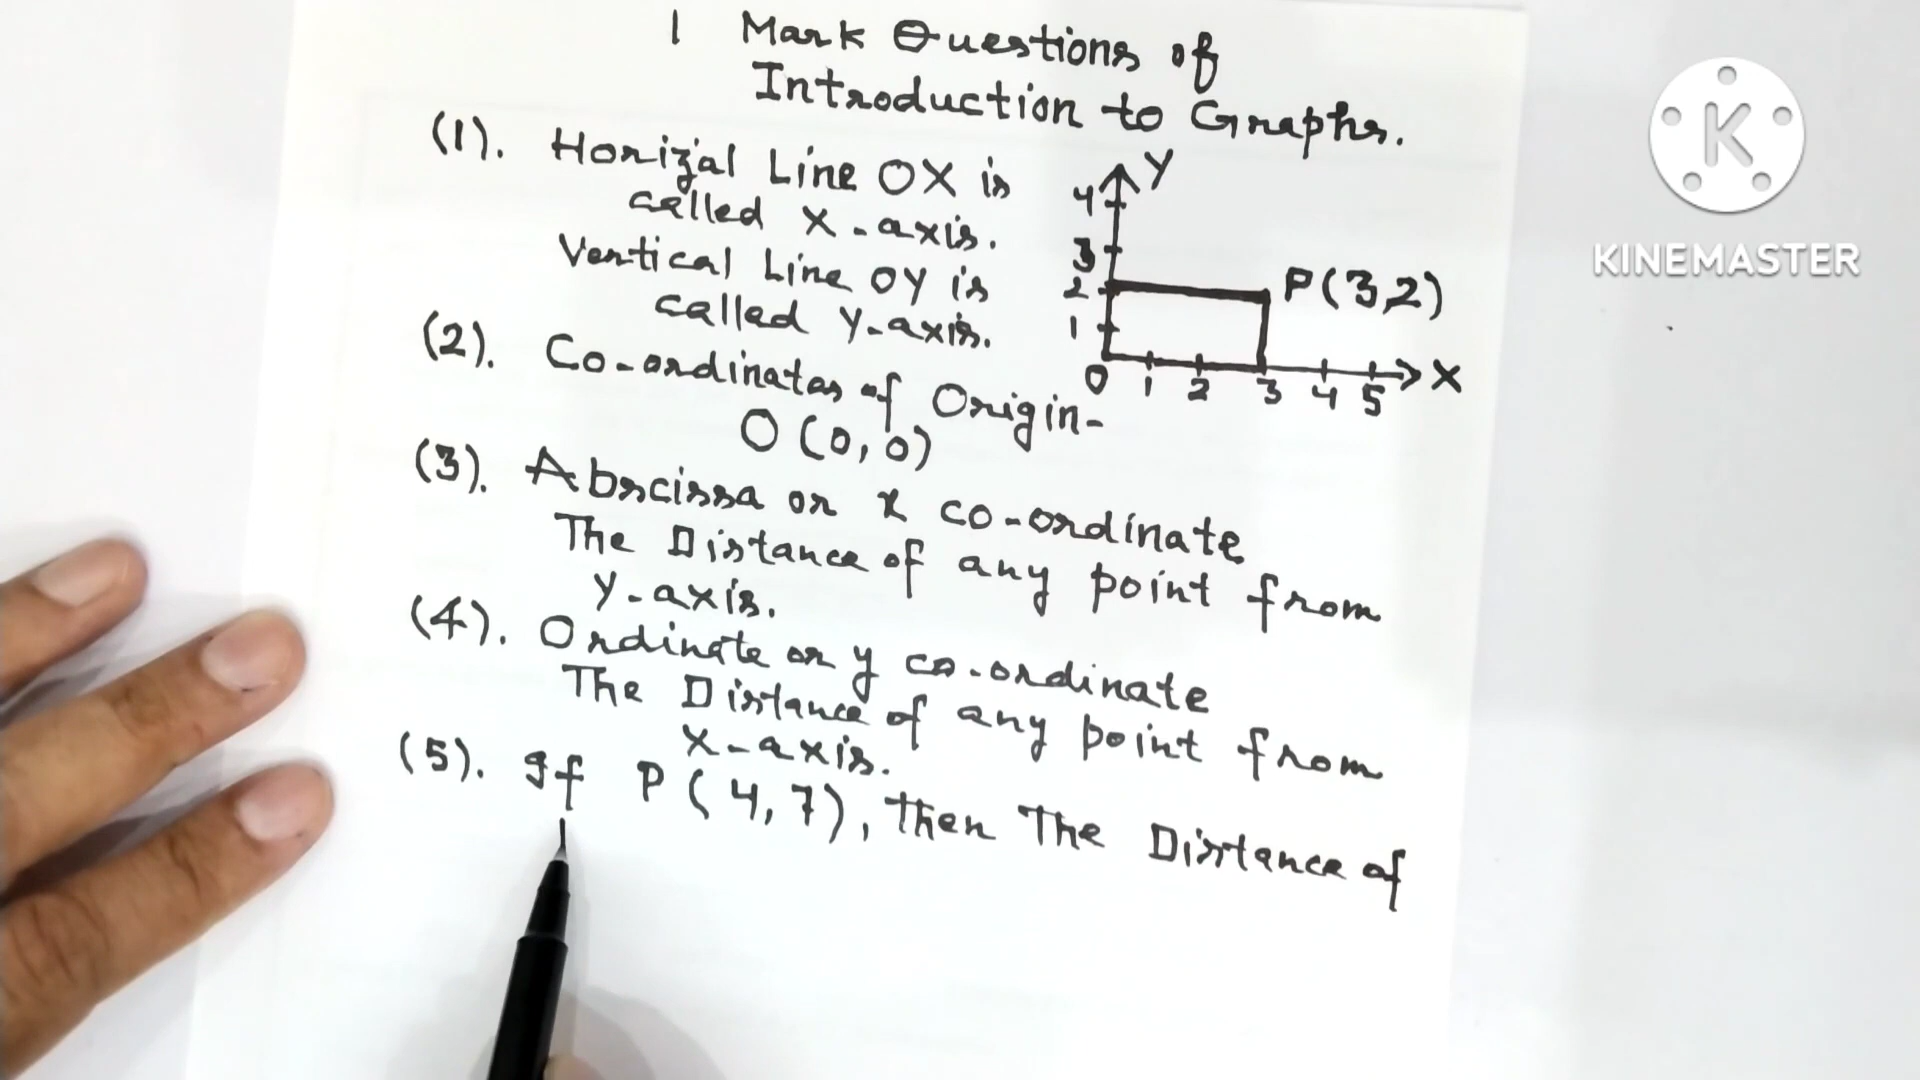 1 Mark Questions of
Introduction to Graphs.
(1). Horizal Line OX is
called X-axis.
Vertical Line OY is
called Y-axis.
(2). Co-ordinates of Origin-
O (0,0)
(3). Abscissa or x co-ordinate
The Distance of any point from
Y-axis.
(4). Ordinate or y co-ordinate
The Distance of any point from
X-axis.
(5). If P(4,7), Then The Distance of
Y
4
3
2
1
P(3,2)
0 1 2 3 4 5 X
K
KINEMASTER